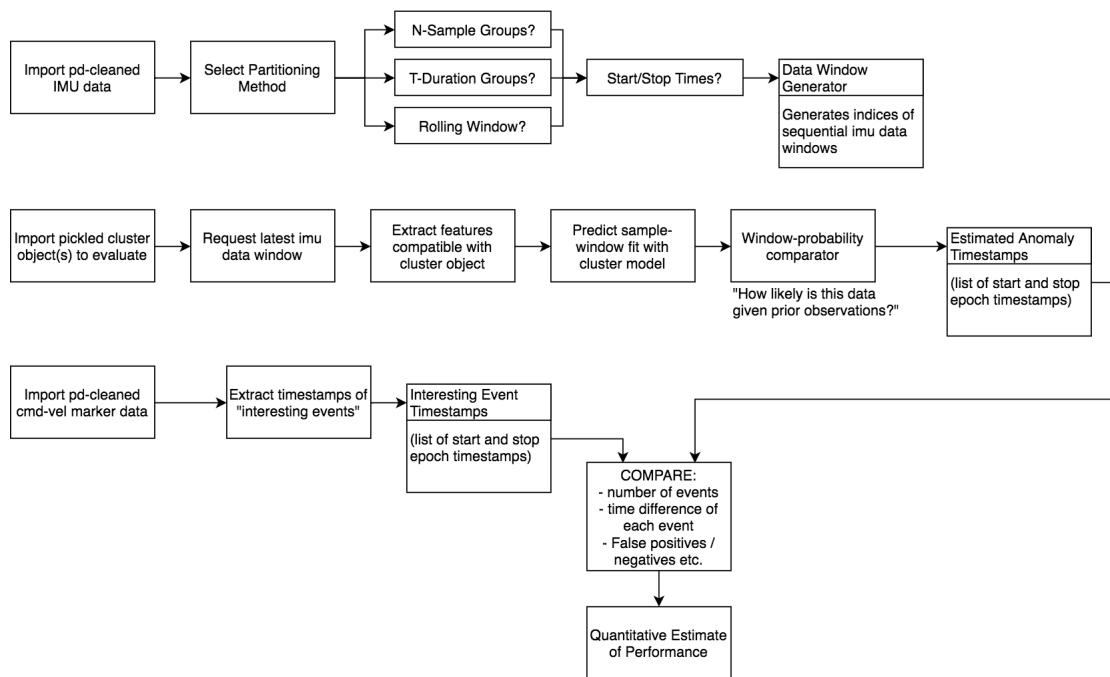 N-Sample Groups?
Import pd-cleaned
IMU data
Select Partitioning
Method
T-Duration Groups?
Start/Stop Times?
Data Window
Generator
Rolling Window?
Generates indices of
sequential imu data
windows
Import pickled cluster
object(s) to evaluate
Request latest imu
data window
Extract features
compatible with
cluster object
Predict sample-
window fit with
cluster model
Window-probability
comparator
"How likely is this data
given prior observations?"
Estimated Anomaly
Timestamps
(list of start and stop
epoch timestamps)
Import pd-cleaned
cmd-vel marker data
Extract timestamps of
"interesting events"
Interesting Event
Timestamps
(list of start and stop
epoch timestamps)
COMPARE:
- number of events
- time difference of
each event
- False positives /
negatives etc.
Quantitative Estimate
of Performance